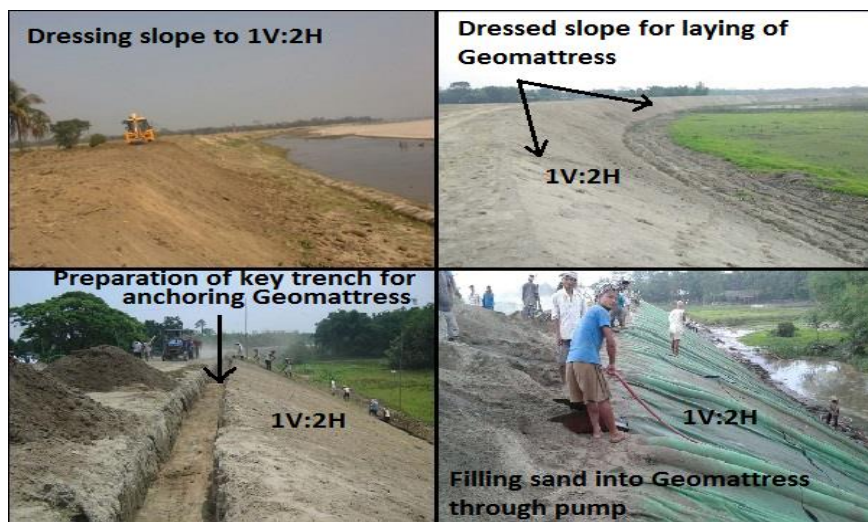 Dressing slope to 1V:2H
Dressed slope for laying of
Geomattress
1V:2H
Preparation of key trench for
anchoring Geomattress
1V:2H
1V:2H
Filling sand into Geomattress
through pump